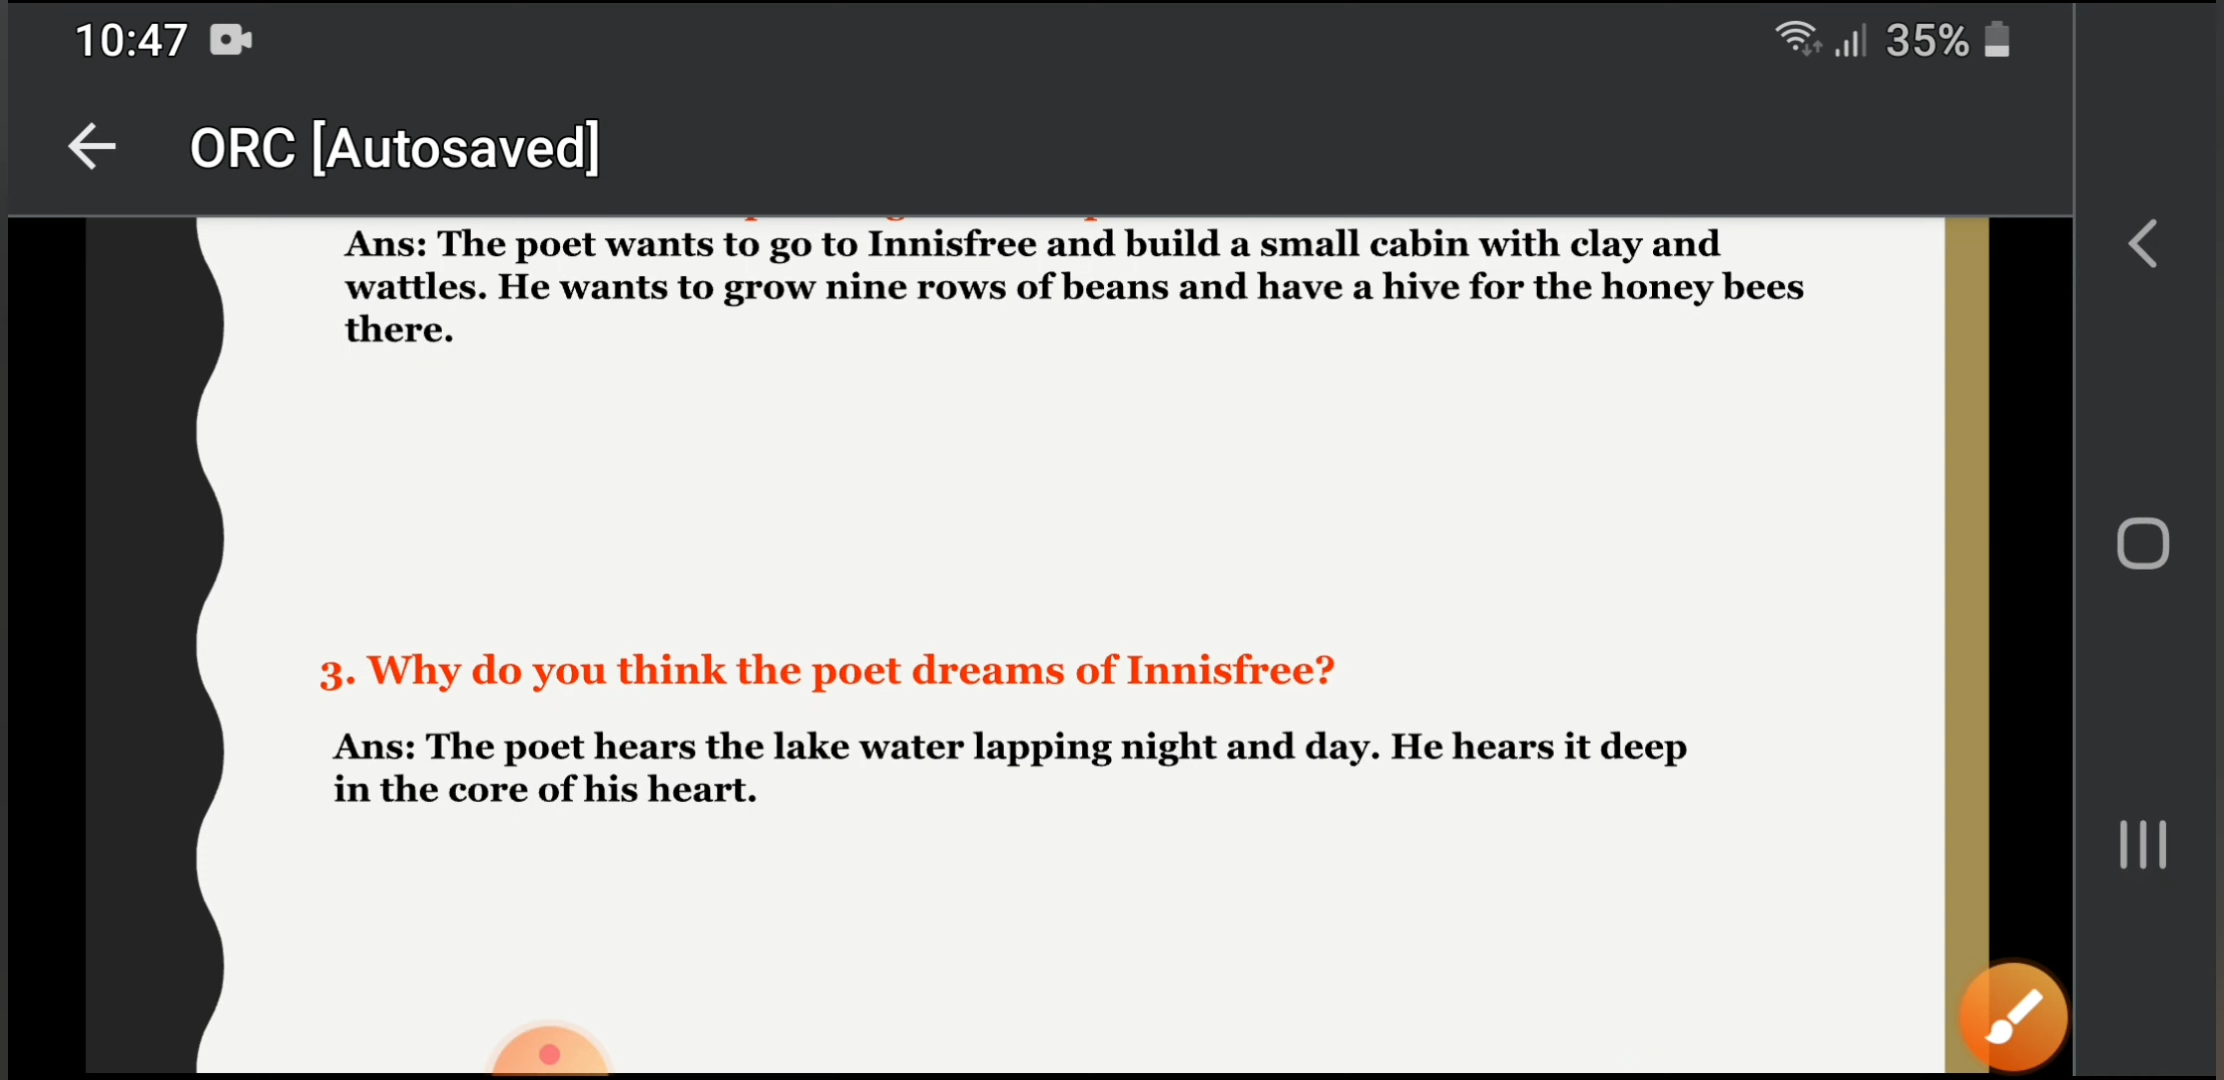 10:47
35%
ORC [Autosaved]
Ans: The poet wants to go to Innisfree and build a small cabin with clay and
wattles. He wants to grow nine rows of beans and have a hive for the honey bees
there.
3. Why do you think the poet dreams of Innisfree?
Ans: The poet hears the lake water lapping night and day. He hears it deep
in the core of his heart.